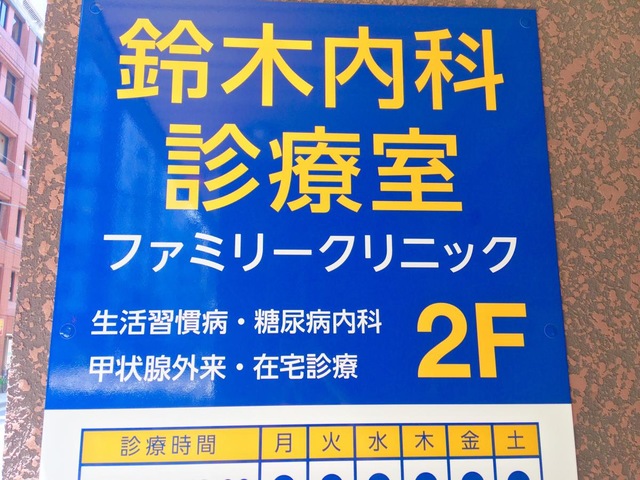 鈴木内科
診療室
ファミリークリニック
生活習慣病・糖尿病内科
甲状腺外来・在宅診療
2F
診療時間 月 火 水 木 金 土